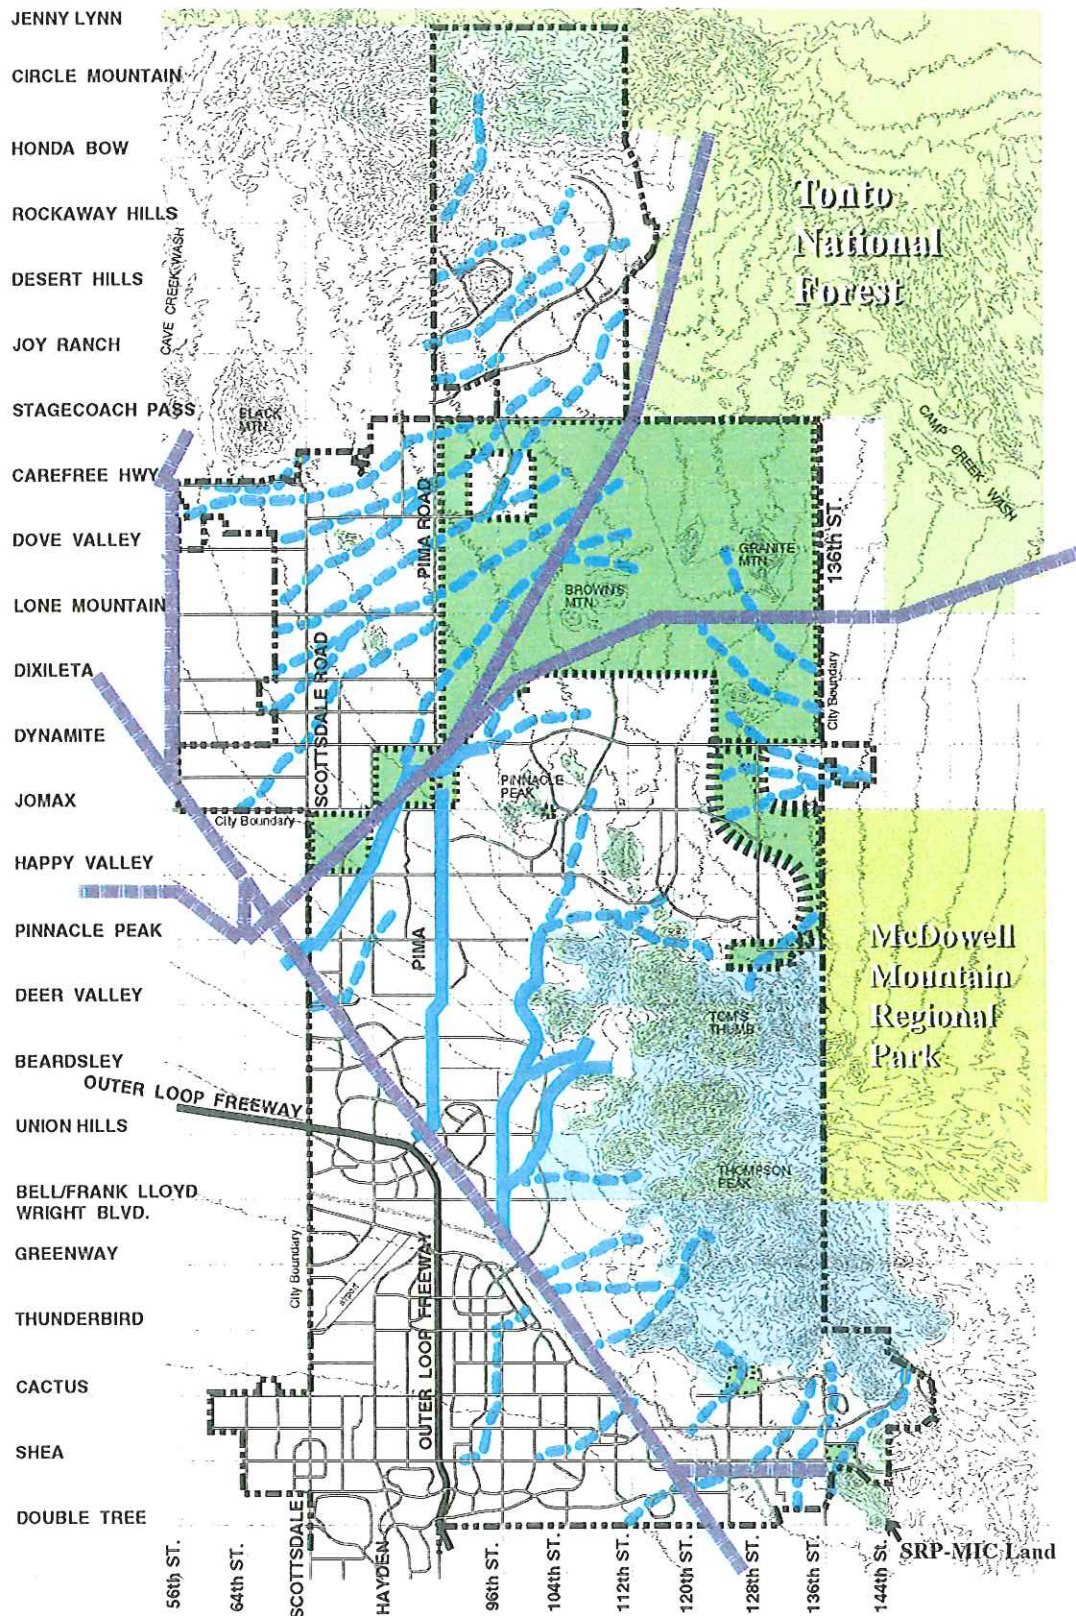 JENNY LYNN
CIRCLE MOUNTAIN
HONDA BOW
ROCKAWAY HILLS
DESERT HILLS
JOY RANCH
STAGECOACH PASS
CAREFREE HWY
DOVE VALLEY
LONE MOUNTAIN
DIXILETA
DYNAMITE
JOMAX
HAPPY VALLEY
PINNACLE PEAK
DEER VALLEY
BEARDSLEY
OUTER LOOP FREEWAY
UNION HILLS
BELL/FRANK LLOYD
WRIGHT BLVD.
GREENWAY
THUNDERBIRD
CACTUS
SHEA
DOUBLE TREE
CAVE CREEK WASH
BLACK
MTN.
Tonto
National
Forest
CAMP CREEK WASH
PIMA ROAD
GRANITE
MTN.
BROWN'S
MTN.
136th ST.
City Boundary
SCOTTSDALE ROAD
PINNACLE
PEAK
City Boundary
PIMA
McDowell
Mountain
Regional
Park
TOM'S
THUMB
THOMPSON
PEAK
City Boundary
airport
OUTER LOOP FREEWAY
SRP-MIC Land
56th ST.
64th ST.
SCOTTSDALE
HAYDEN
96th ST.
104th ST.
112th ST.
120th ST.
128th ST.
136th ST.
144th St.